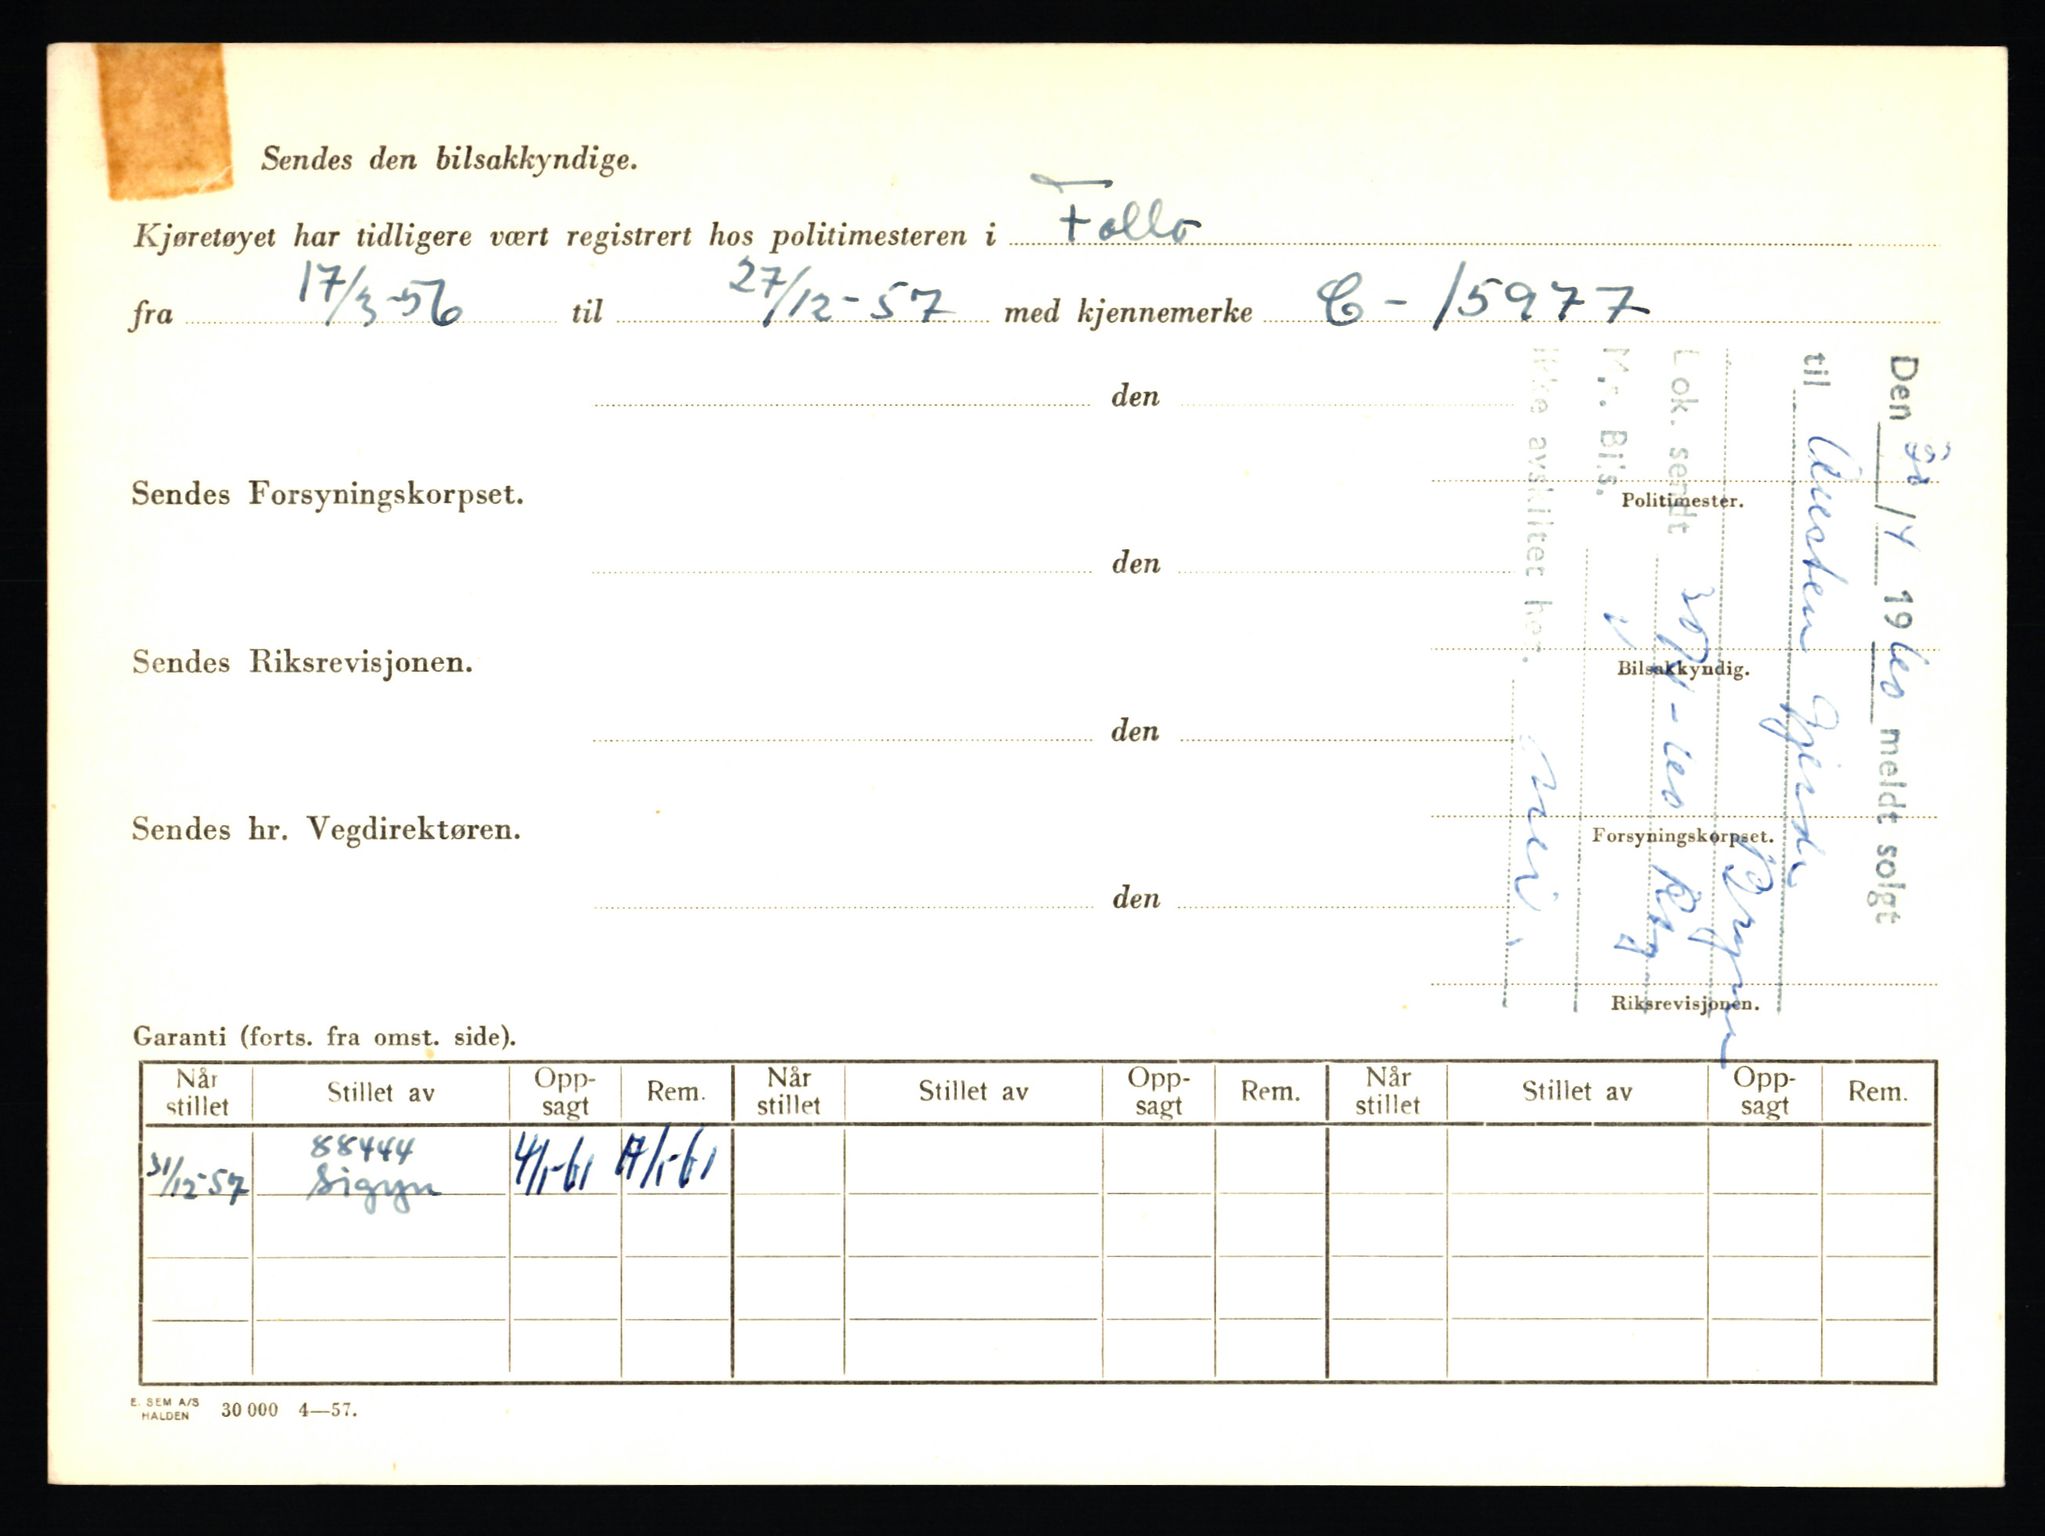 Sendes den bilsakkyndige.
Kjøretøyet har tidligere vært registrert hos politimesteren i Follo
fra 17/3-56 til 27/12-57 med kjennemerke C-15977
den
Politimester.
Sendes Forsyningskorpset.
den
Bilsakkyndig.
Sendes Riksrevisjonen.
den
Forsyningskorpset.
Sendes hr. Vegdirektøren.
den
Riksrevisjonen.
Den /4 1960 meldt solgt
til
Lok. sendt
M.r. Bils.
Ikke avskiltet her.
Garanti (forts. fra omst. side).
Når stillet Stillet av Opp-sagt Rem. Når stillet Stillet av Opp-sagt Rem. Når stillet Stillet av Opp-sagt Rem.
88444
31/12-57 Sigyn 4/1-61 17/1-61
E. SEM A/S
HALDEN 30 000 4—57.